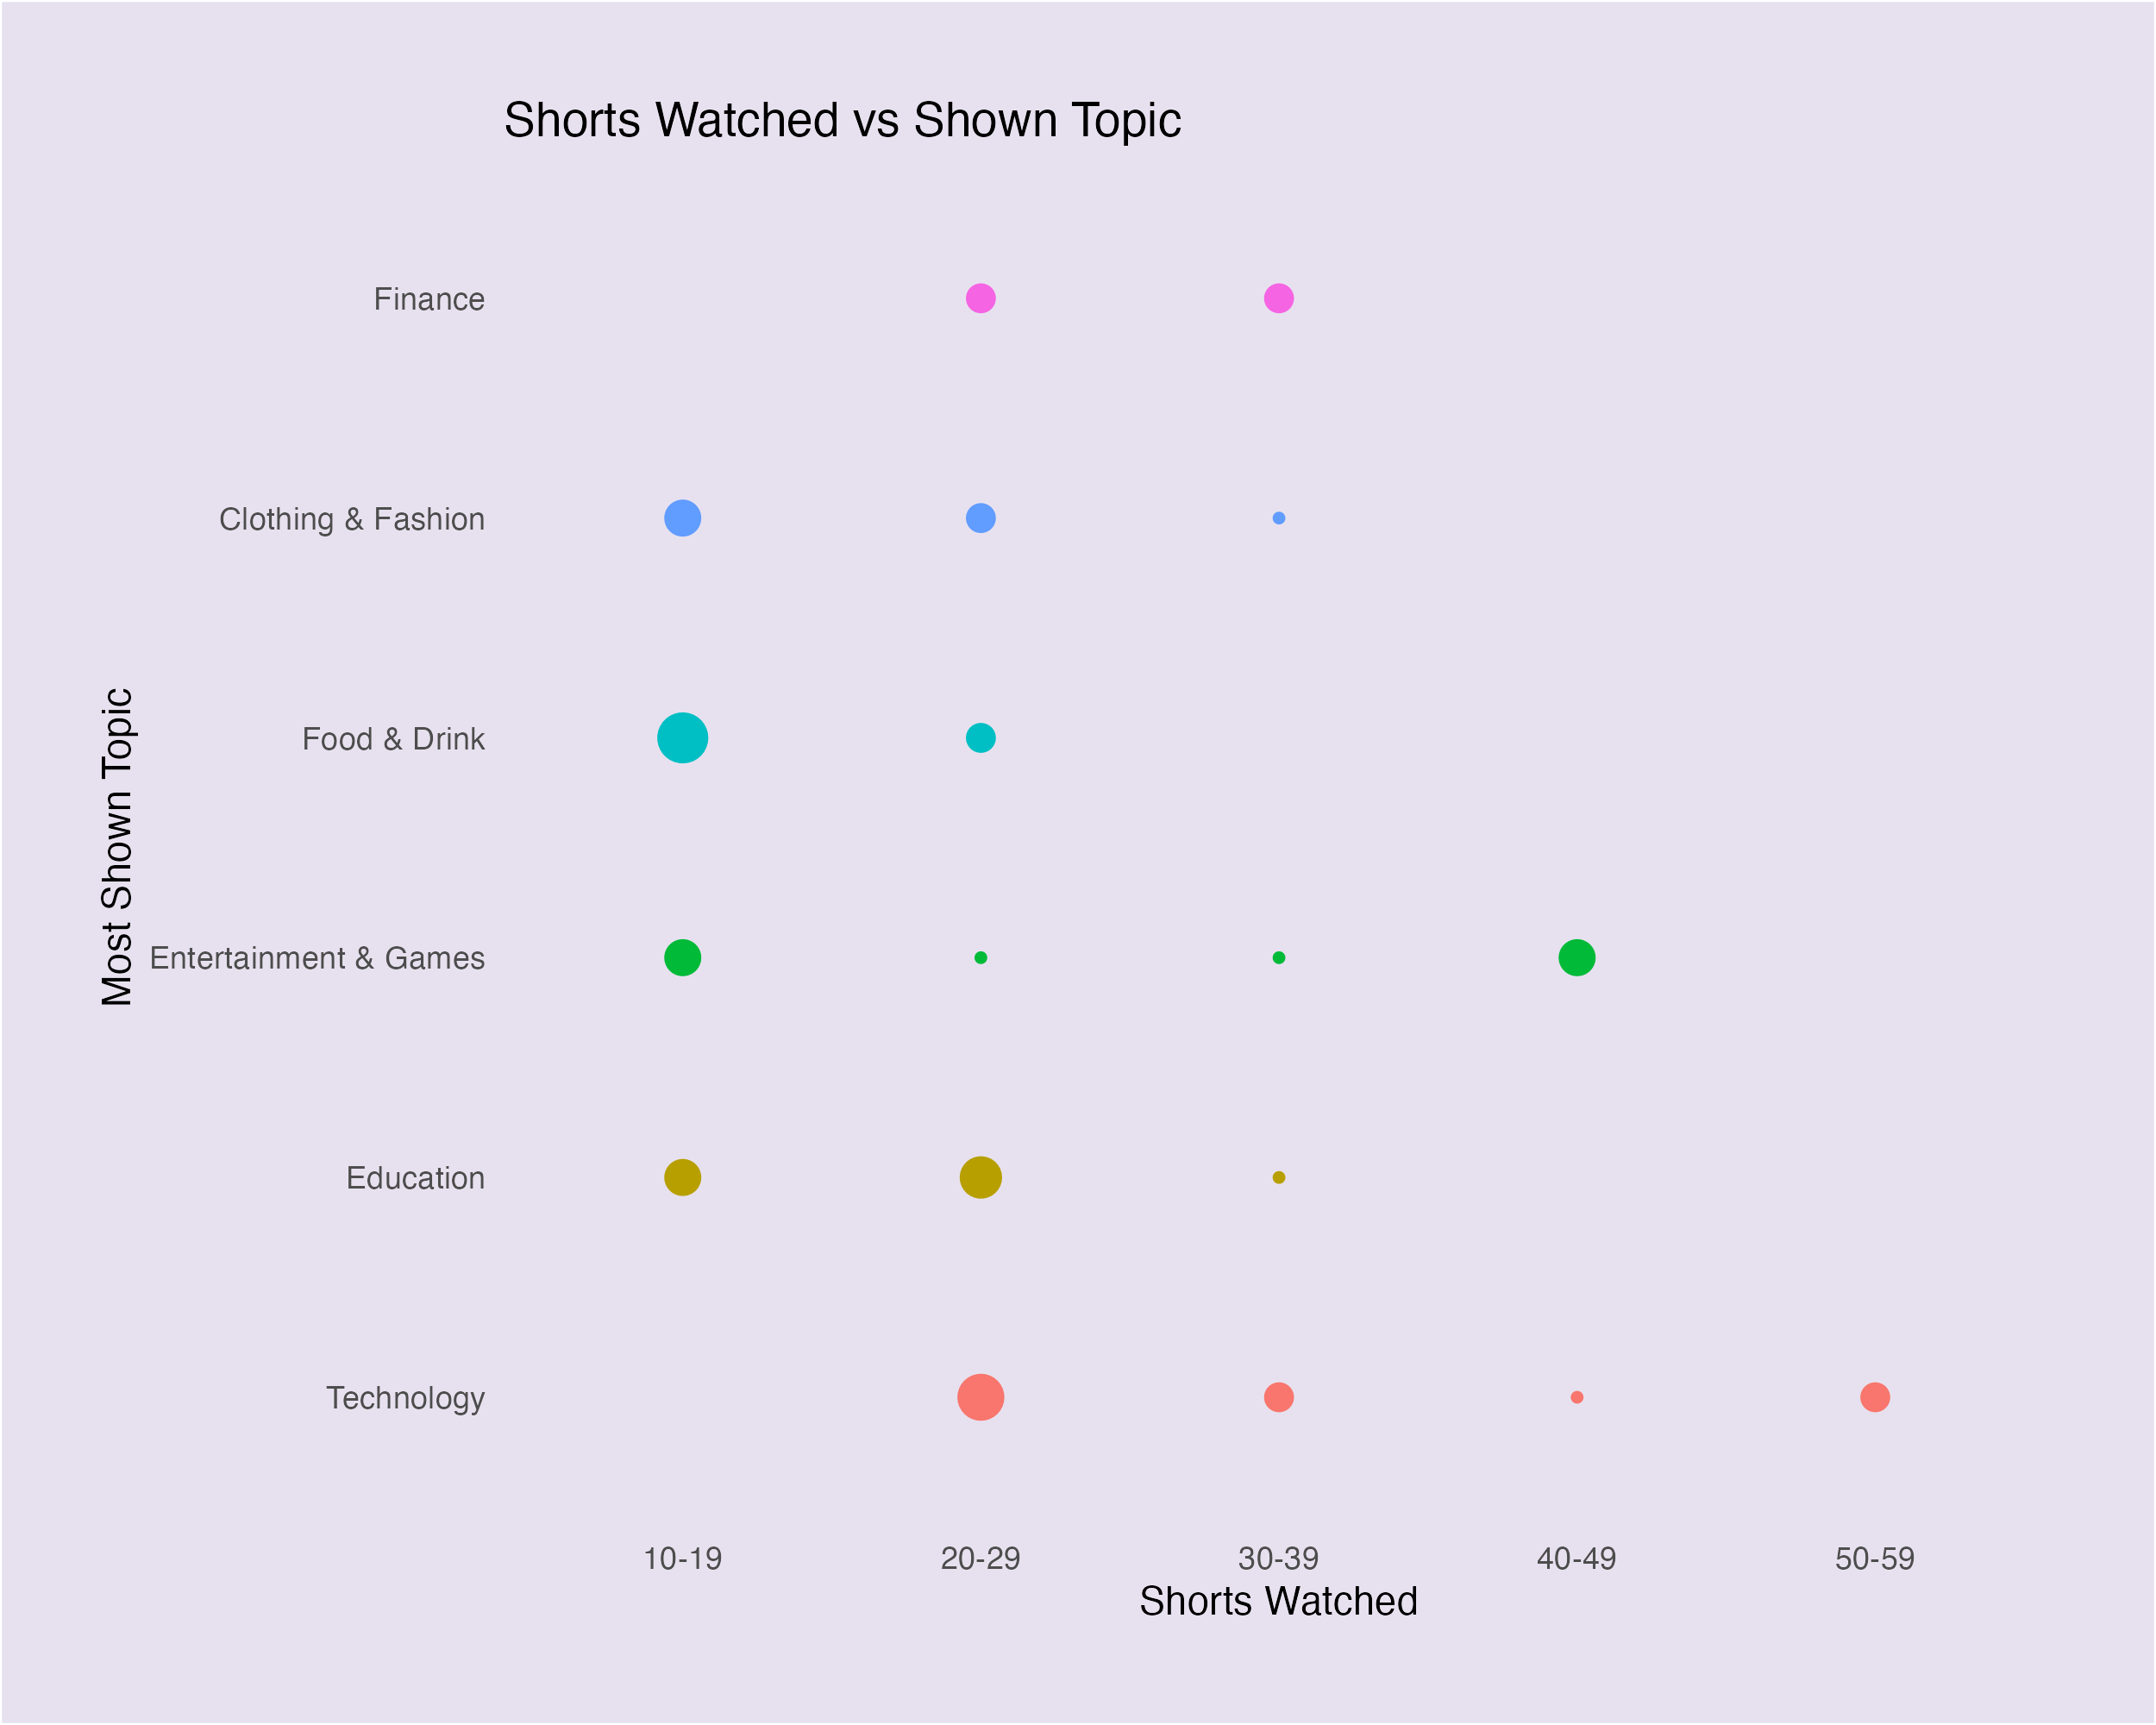 Shorts Watched vs Shown Topic
Most Shown Topic
Finance
Clothing & Fashion
Food & Drink
Entertainment & Games
Education
Technology
10-19 20-29 30-39 40-49 50-59
Shorts Watched